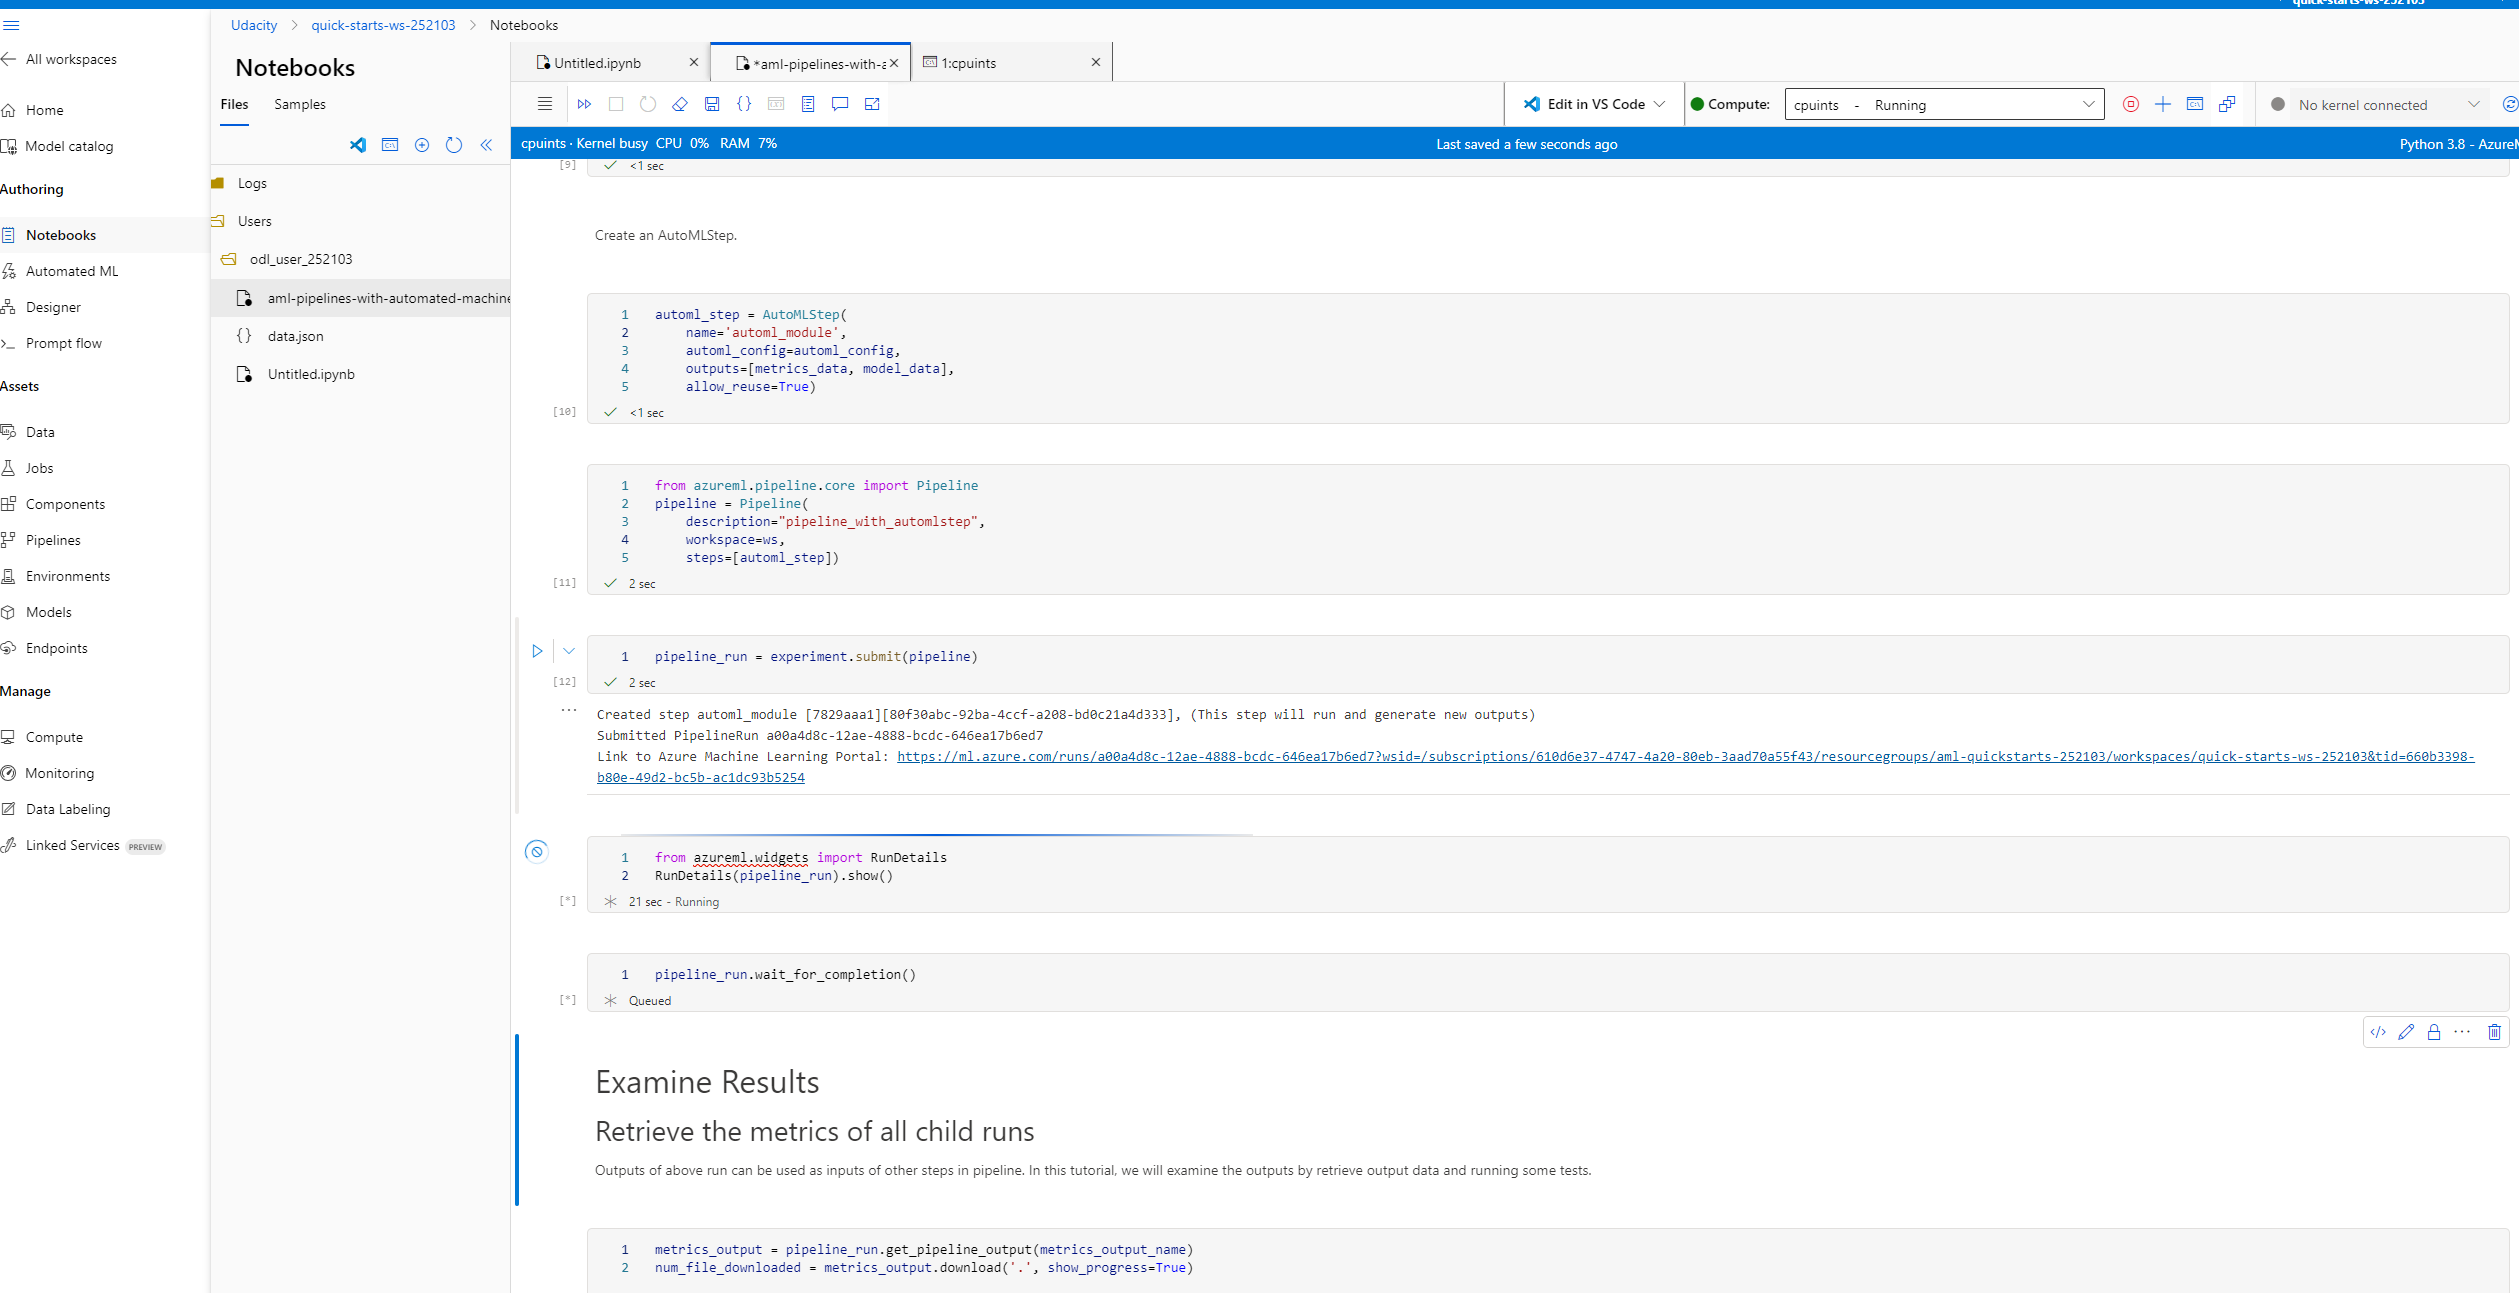 quick-starts-ws-252103
Udacity > quick-starts-ws-252103 > Notebooks
All workspaces
Home
Model catalog
Authoring
Notebooks
Automated ML
Designer
Prompt flow
Assets
Data
Jobs
Components
Pipelines
Environments
Models
Endpoints
Manage
Compute
Monitoring
Data Labeling
Linked Services PREVIEW
Notebooks
Files Samples
Logs
Users
odl_user_252103
aml-pipelines-with-automated-machine
data.json
Untitled.ipynb
Untitled.ipynb *aml-pipelines-with-a 1:cpuints
Edit in VS Code Compute: cpuints - Running No kernel connected
cpuints · Kernel busy CPU 0% RAM 7% Last saved a few seconds ago Python 3.8 - AzureM
[9] <1 sec
Create an AutoMLStep.
1 automl_step = AutoMLStep(
2 name='automl_module',
3 automl_config=automl_config,
4 outputs=[metrics_data, model_data],
5 allow_reuse=True)
[10] <1 sec
1 from azureml.pipeline.core import Pipeline
2 pipeline = Pipeline(
3 description="pipeline_with_automlstep",
4 workspace=ws,
5 steps=[automl_step])
[11] 2 sec
1 pipeline_run = experiment.submit(pipeline)
[12] 2 sec
Created step automl_module [7829aaa1][80f30abc-92ba-4ccf-a208-bd0c21a4d333], (This step will run and generate new outputs)
Submitted PipelineRun a00a4d8c-12ae-4888-bcdc-646ea17b6ed7
Link to Azure Machine Learning Portal: https://ml.azure.com/runs/a00a4d8c-12ae-4888-bcdc-646ea17b6ed7?wsid=/subscriptions/610d6e37-4747-4a20-80eb-3aad70a55f43/resourcegroups/aml-quickstarts-252103/workspaces/quick-starts-ws-252103&tid=660b3398-
b80e-49d2-bc5b-ac1dc93b5254
1 from azureml.widgets import RunDetails
2 RunDetails(pipeline_run).show()
[*] 21 sec - Running
1 pipeline_run.wait_for_completion()
[*] Queued
Examine Results
Retrieve the metrics of all child runs
Outputs of above run can be used as inputs of other steps in pipeline. In this tutorial, we will examine the outputs by retrieve output data and running some tests.
1 metrics_output = pipeline_run.get_pipeline_output(metrics_output_name)
2 num_file_downloaded = metrics_output.download('.', show_progress=True)